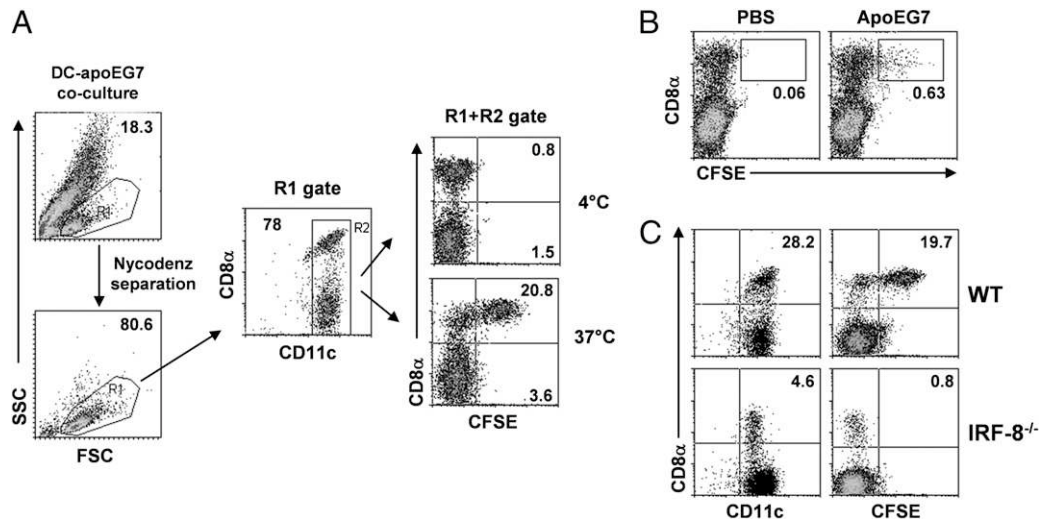 A
DC-apoEG7
co-culture
18.3
R1
Nycodenz
separation
80.6
R1
SSC
FSC
R1 gate
78
R2
CD8α
CD11c
R1+R2 gate
0.8
1.5
4°C
20.8
3.6
37°C
CD8α
CFSE
B
PBS
ApoEG7
0.06
0.63
CD8α
CFSE
C
28.2
19.7
WT
4.6
0.8
IRF-8-/-
CD8α
CD11c
CFSE